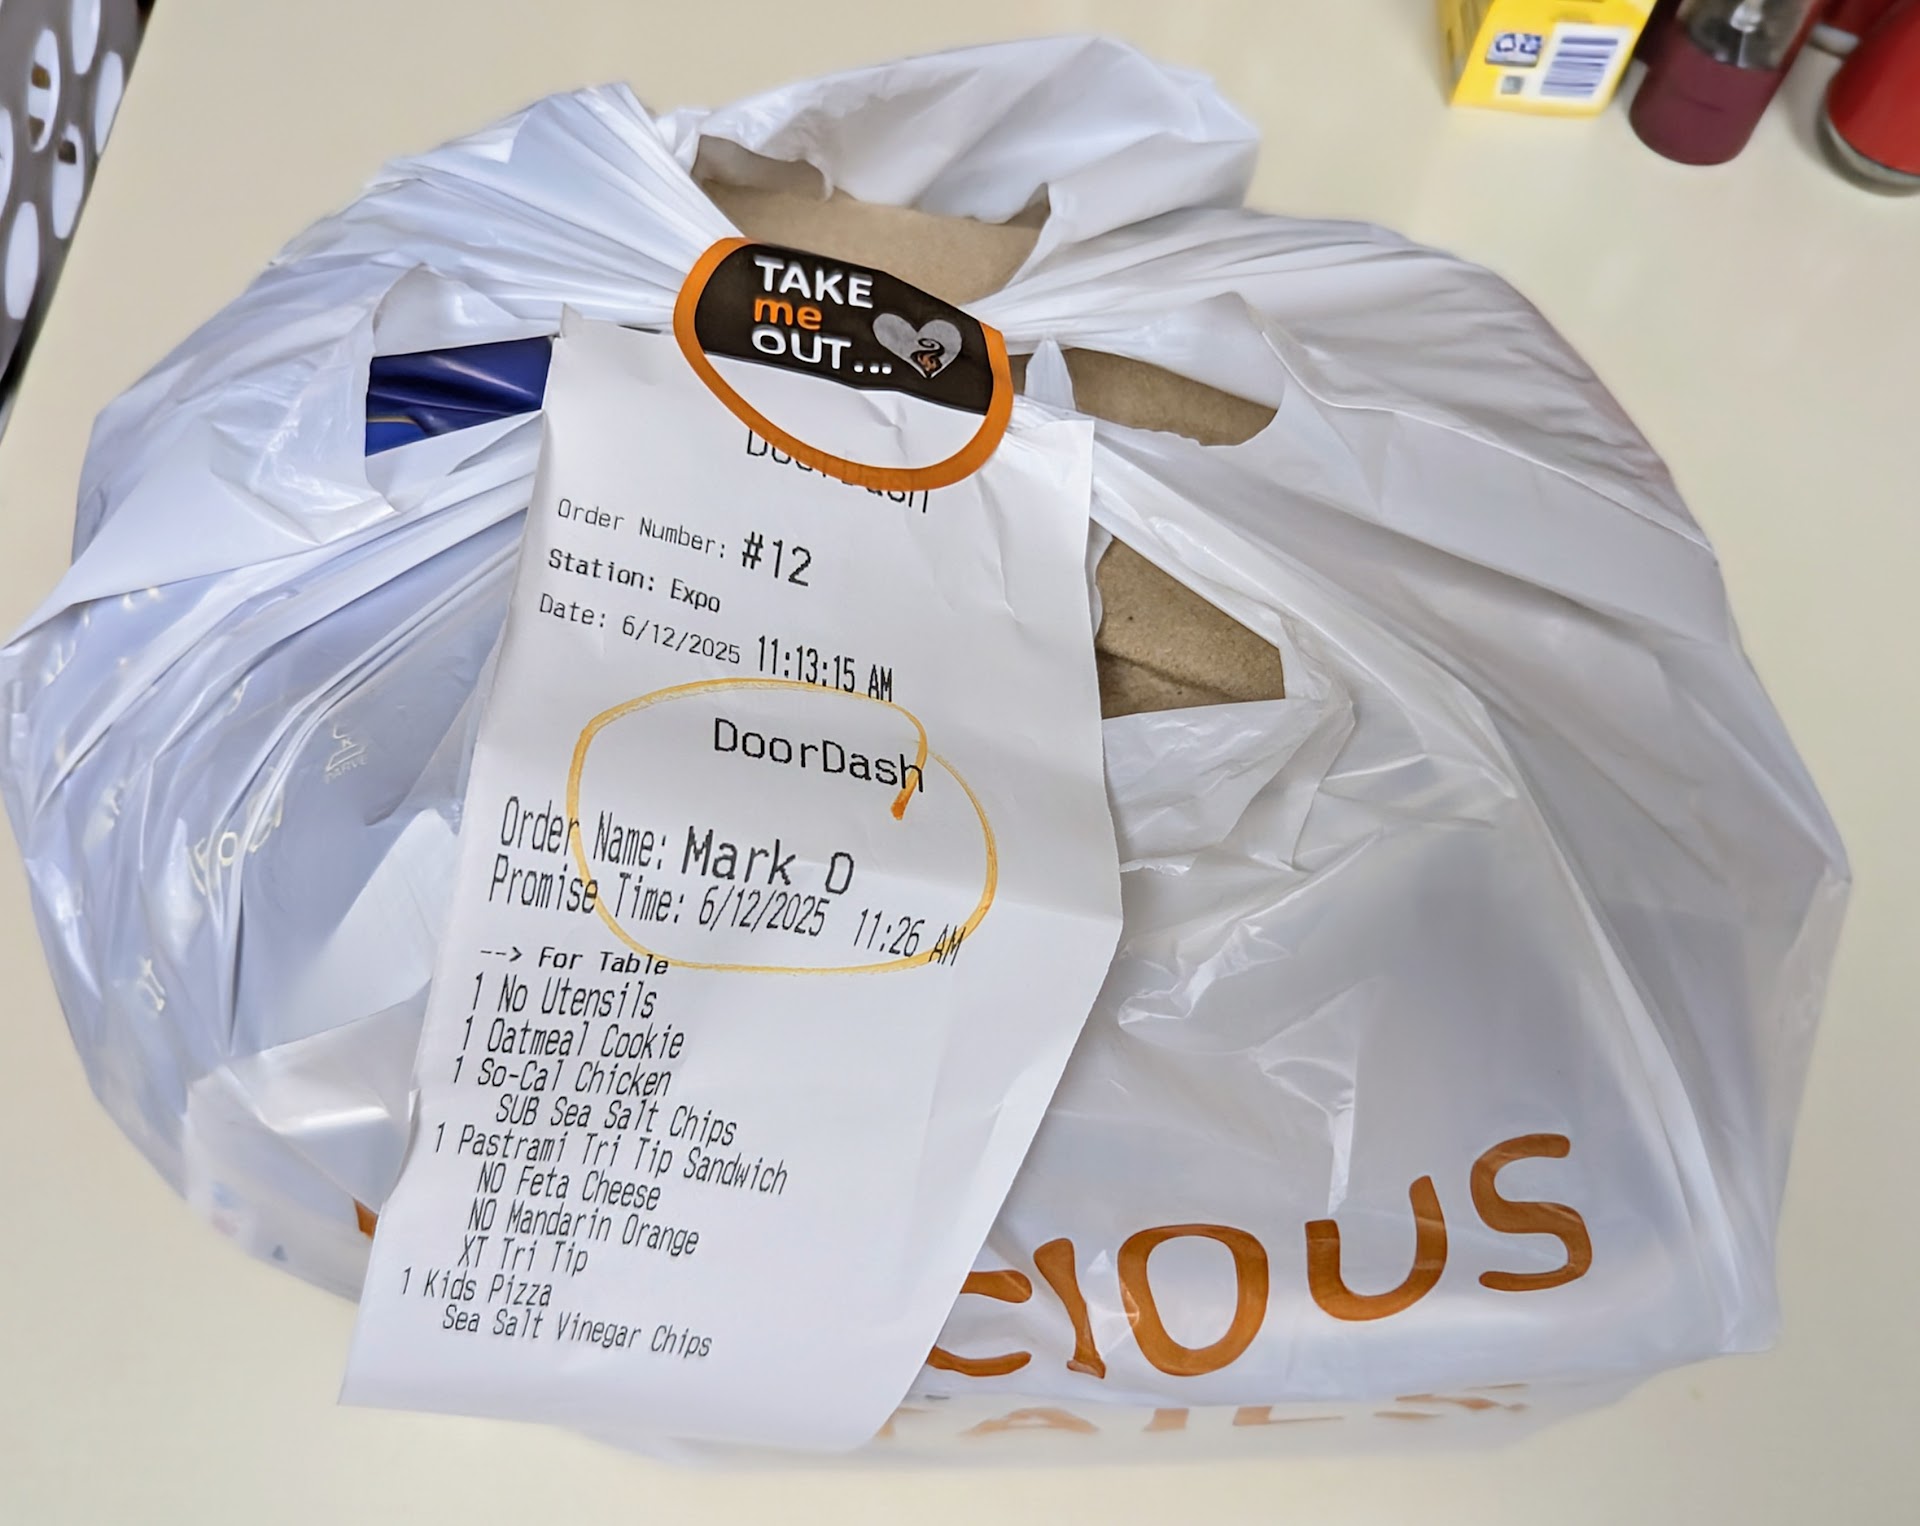 TAKE
me
OUT...
DoorDash
Order Number: #12
Station: Expo
Date: 6/12/2025 11:13:15 AM
DoorDash
Order Name: Mark D
Promise Time: 6/12/2025 11:26 AM
--> For Table
1 No Utensils
1 Oatmeal Cookie
1 So-Cal Chicken
SUB Sea Salt Chips
1 Pastrami Tri Tip Sandwich
NO Feta Cheese
NO Mandarin Orange
XT Tri Tip
1 Kids Pizza
Sea Salt Vinegar Chips
CIOUS